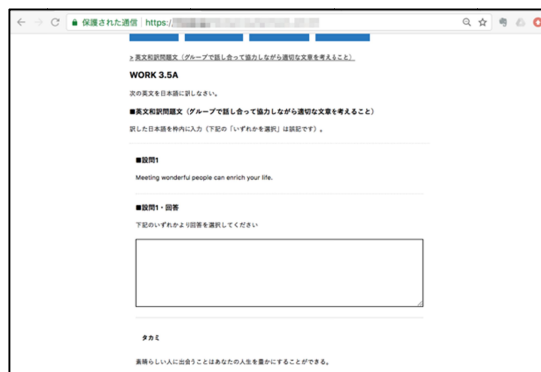 保護された通信 | https://
> 英文和訳問題文（グループで話し合って協力しながら適切な文章を考えること）
WORK 3.5A
次の英文を日本語に訳しなさい。
■英文和訳問題文（グループで話し合って協力しながら適切な文章を考えること）
訳した日本語を枠内に入力（下記の「いずれかを選択」は誤記です）。
■設問1
Meeting wonderful people can enrich your life.
■設問1・回答
下記のいずれかより回答を選択してください
タカミ
素晴らしい人に出会うことはあなたの人生を豊かにすることができる。